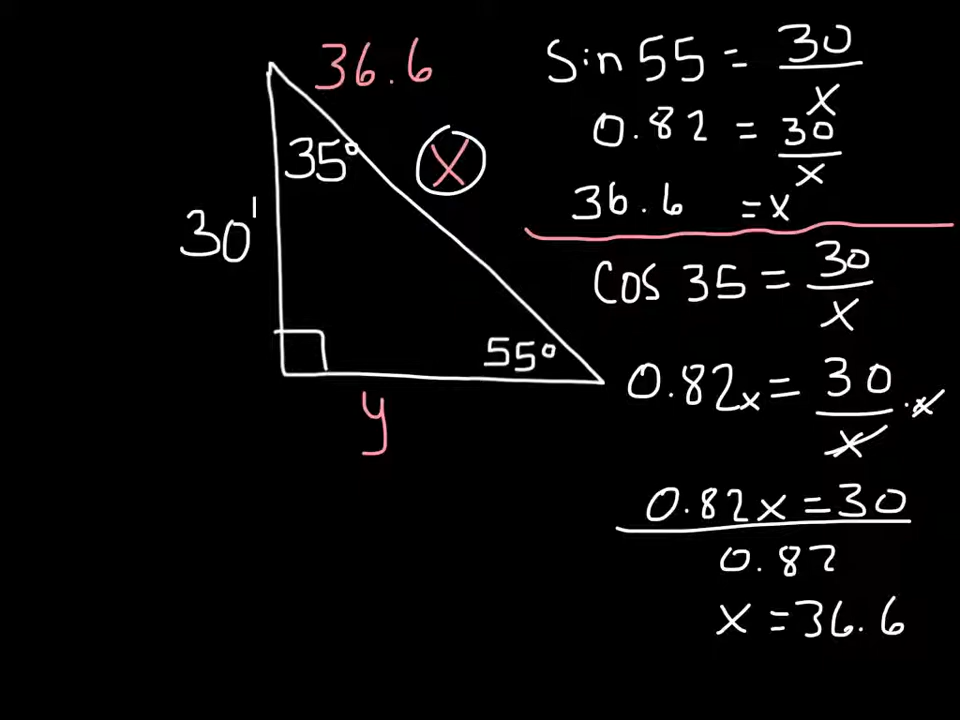 36.6
35°
x
30'
55°
y
Sin 55 = 30/x
0.82 = 30/x
36.6 = x
Cos 35 = 30/x
0.82x = 30/x · x
0.82x = 30
0.82
x = 36.6